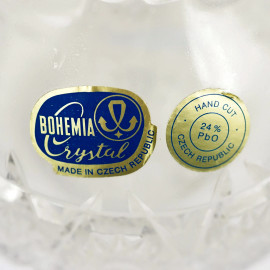 BOHEMIA
Crystal
MADE IN CZECH REPUBLIC
HAND CUT
24%
PbO
CZECH REPUBLIC